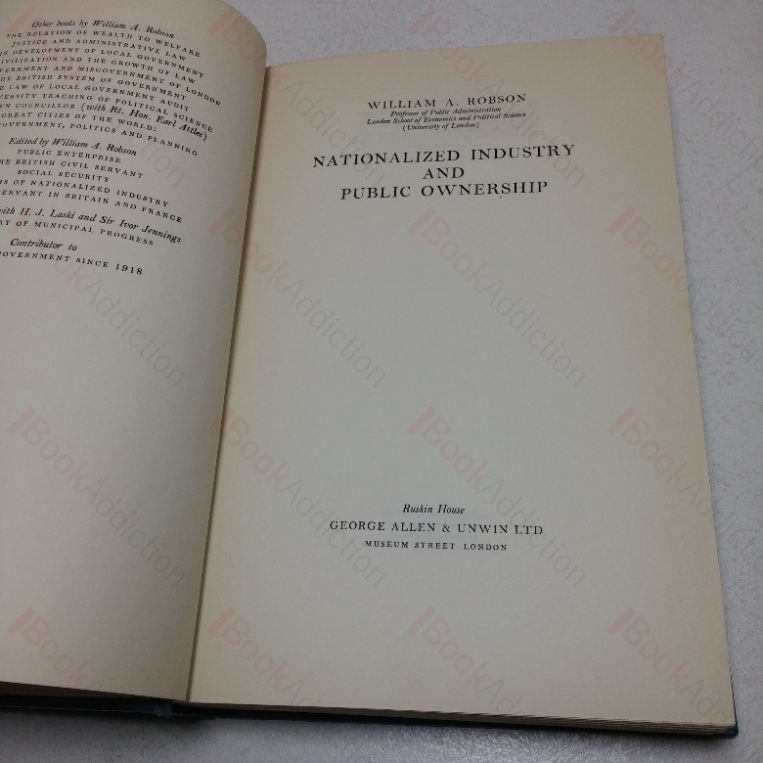 Other books by William A. Robson
THE RELATION OF WEALTH TO WELFARE
JUSTICE AND ADMINISTRATIVE LAW
DEVELOPMENT OF LOCAL GOVERNMENT
CIVILIZATION AND THE GROWTH OF LAW
GOVERNMENT AND MISGOVERNMENT OF LONDON
THE BRITISH SYSTEM OF GOVERNMENT
LAW OF LOCAL GOVERNMENT AUDIT
TEACHING OF POLITICAL SCIENCE
COUNCILLOR (with Rt. Hon. Earl Attlee)
GREAT CITIES OF THE WORLD:
GOVERNMENT, POLITICS AND PLANNING
Edited by William A. Robson
PUBLIC ENTERPRISE
BRITISH CIVIL SERVANT
SOCIAL SECURITY
OF NATIONALIZED INDUSTRY
SERVANT IN BRITAIN AND FRANCE
with H. J. Laski and Sir Ivor Jennings
OF MUNICIPAL PROGRESS
Contributor to
GOVERNMENT SINCE 1918
WILLIAM A. ROBSON
Professor of Public Administration
London School of Economics and Political Science
(University of London)
NATIONALIZED INDUSTRY
AND
PUBLIC OWNERSHIP
Ruskin House
GEORGE ALLEN & UNWIN LTD
MUSEUM STREET LONDON
BookAddiction